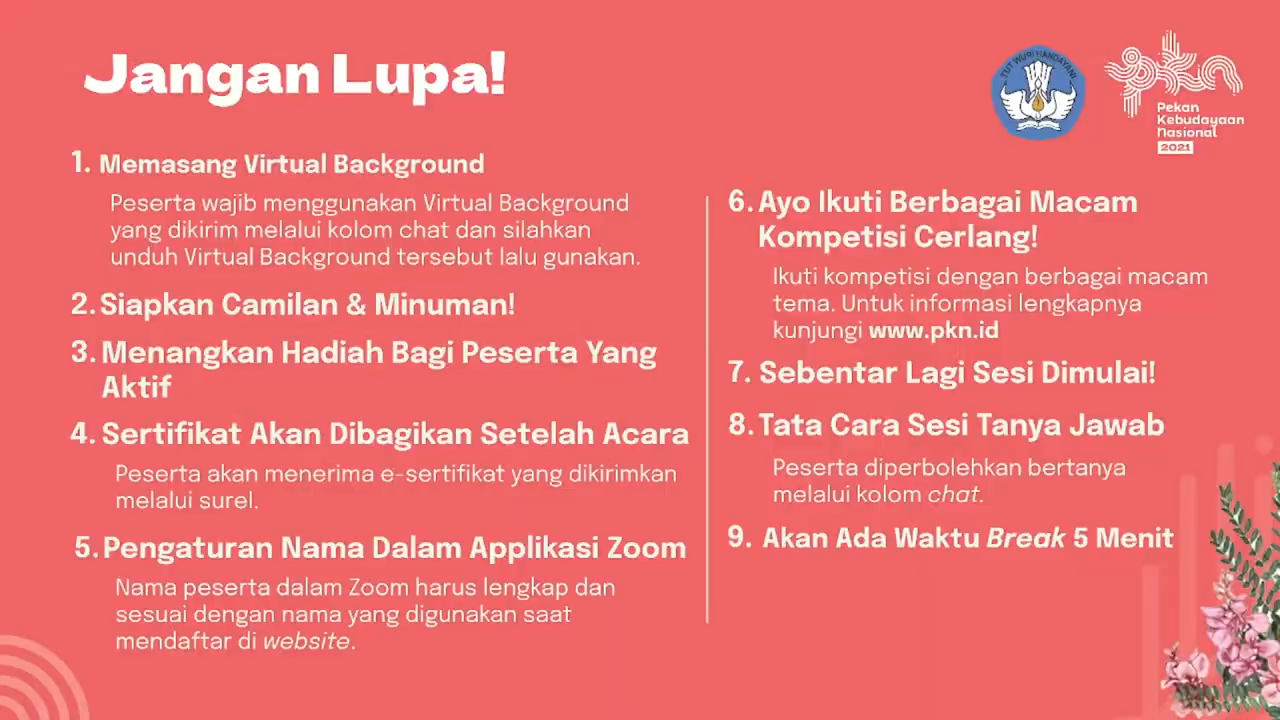 Jangan Lupa!
TUT WURI HANDAYANI
pkn
Pekan
Kebudayaan
Nasional
2021
1. Memasang Virtual Background
Peserta wajib menggunakan Virtual Background
yang dikirim melalui kolom chat dan silahkan
unduh Virtual Background tersebut lalu gunakan.
2. Siapkan Camilan & Minuman!
3. Menangkan Hadiah Bagi Peserta Yang
Aktif
4. Sertifikat Akan Dibagikan Setelah Acara
Peserta akan menerima e-sertifikat yang dikirimkan
melalui surel.
5. Pengaturan Nama Dalam Applikasi Zoom
Nama peserta dalam Zoom harus lengkap dan
sesuai dengan nama yang digunakan saat
mendaftar di website.
6. Ayo Ikuti Berbagai Macam
Kompetisi Cerlang!
Ikuti kompetisi dengan berbagai macam
tema. Untuk informasi lengkapnya
kunjungi www.pkn.id
7. Sebentar Lagi Sesi Dimulai!
8. Tata Cara Sesi Tanya Jawab
Peserta diperbolehkan bertanya
melalui kolom chat.
9. Akan Ada Waktu Break 5 Menit